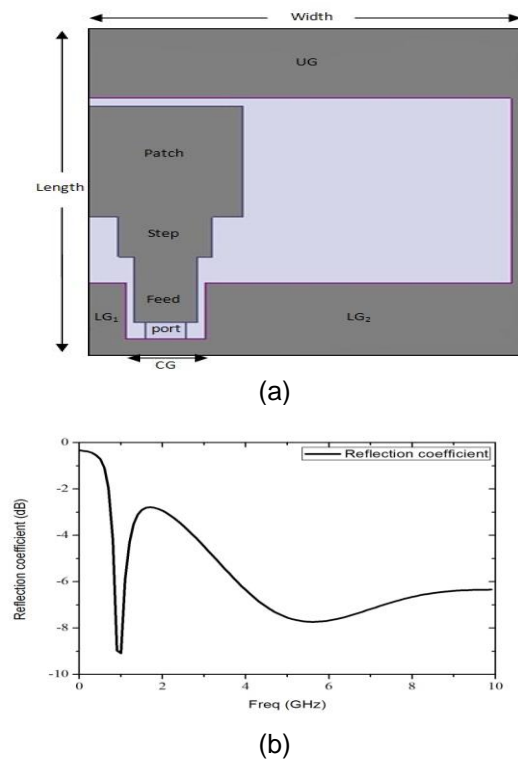 Width
UG
Patch
Length
Step
Feed
LG₁
port
LG₂
CG
(a)
0
Reflection coefficient
-2
-4
-6
-8
-10
Reflection coefficient (dB)
0 2 4 6 8 10
Freq (GHz)
(b)